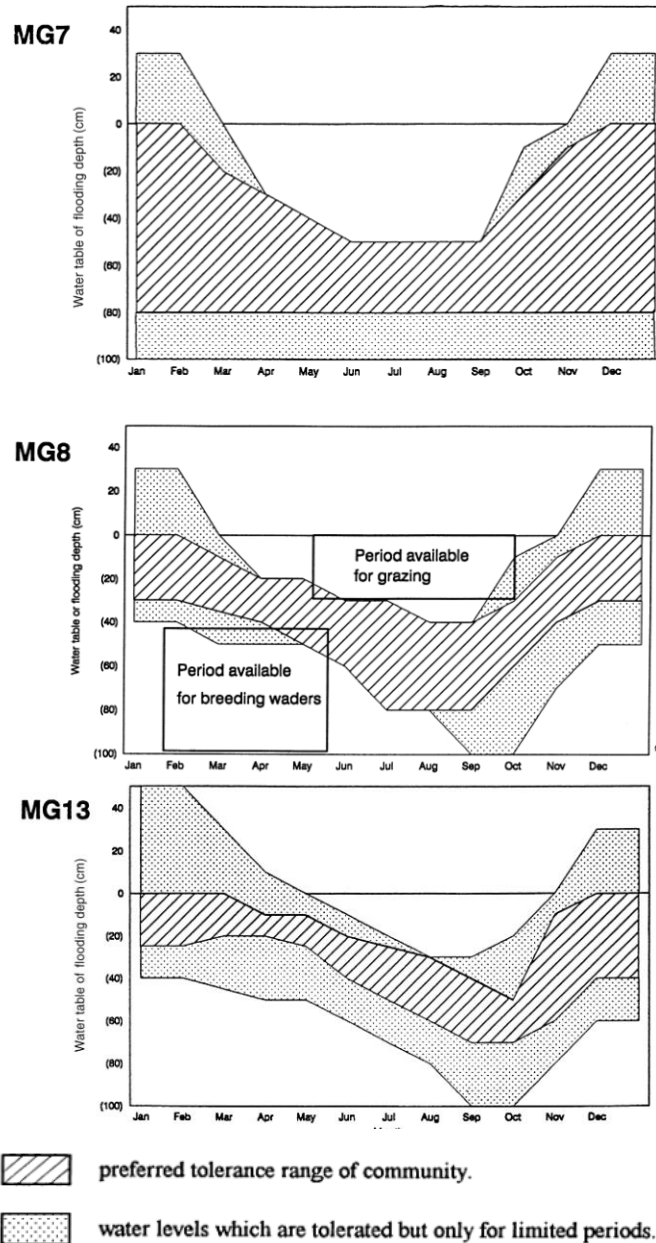 MG7
Water table of flooding depth (cm)
40
20
0
(20)
(40)
(60)
(80)
(100)
Jan Feb Mar Apr May Jun Jul Aug Sep Oct Nov Dec
MG8
Water table or flooding depth (cm)
40
20
0
(20)
(40)
(60)
(80)
(100)
Period available
for grazing
Period available
for breeding waders
Jan Feb Mar Apr May Jun Jul Aug Sep Oct Nov Dec
MG13
Water table of flooding depth (cm)
40
20
0
(20)
(40)
(60)
(80)
(100)
Jan Feb Mar Apr May Jun Jul Aug Sep Oct Nov Dec
preferred tolerance range of community.
water levels which are tolerated but only for limited periods.